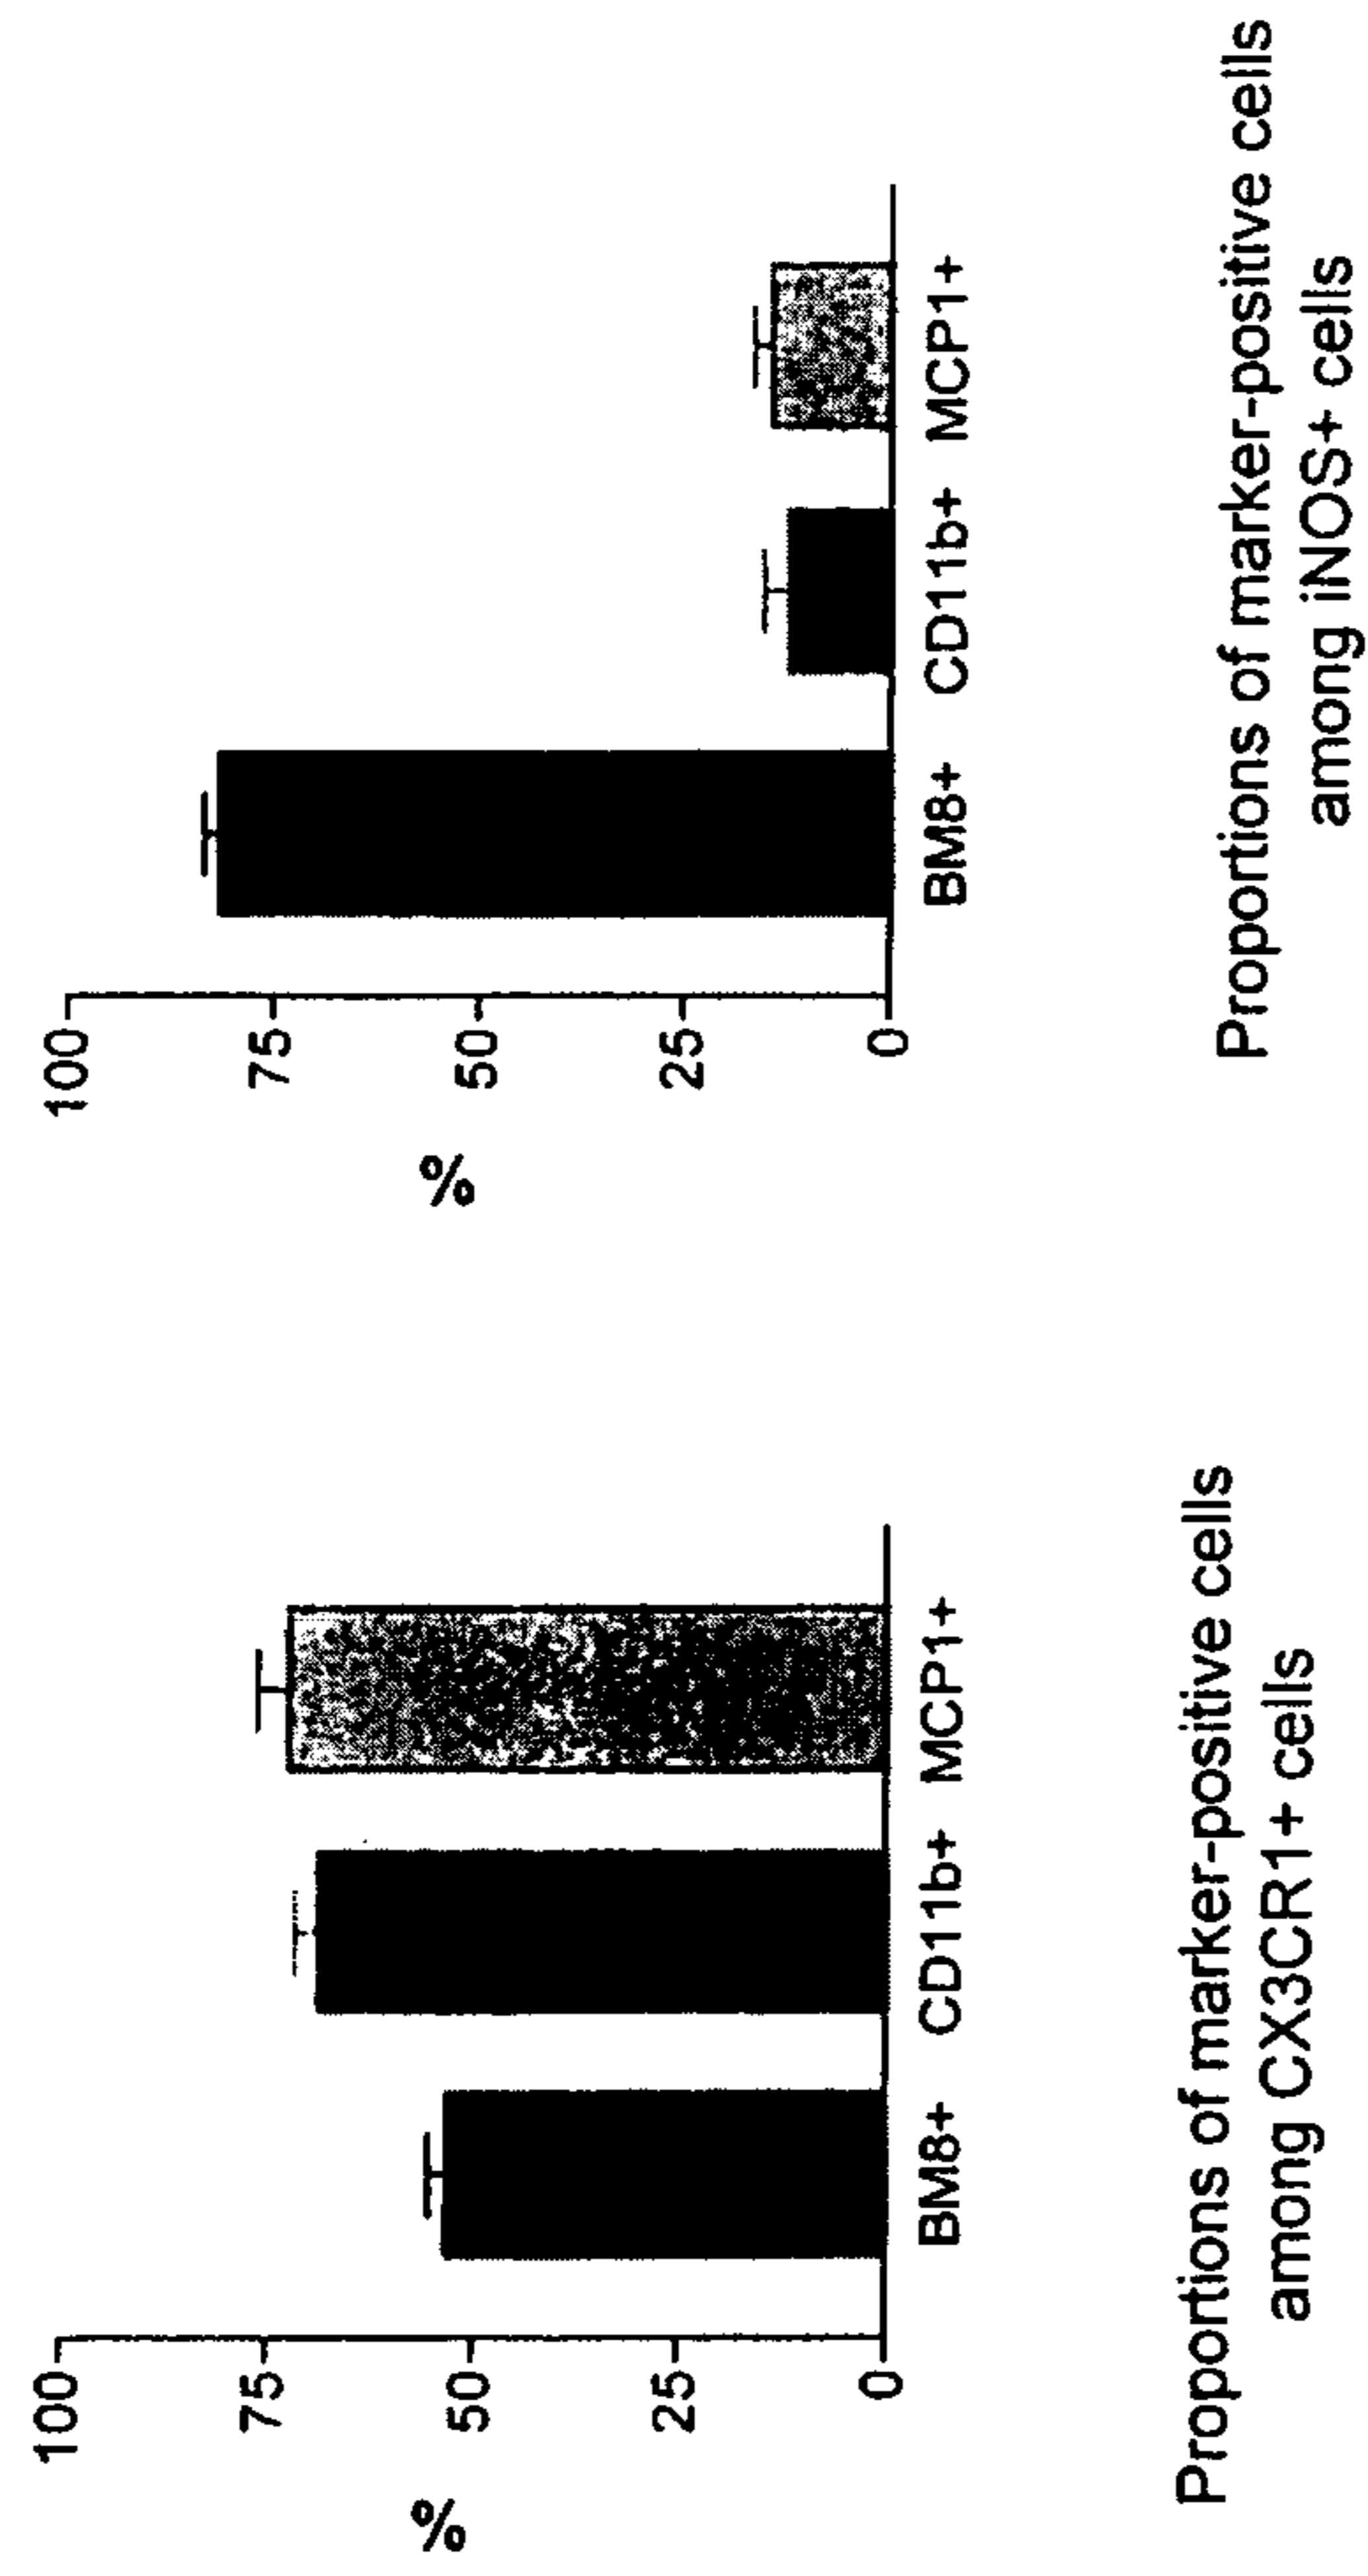 %
100
75
50
25
0
BM8+ CD11b+ MCP1+
Proportions of marker-positive cells
among CX3CR1+ cells
%
100
75
50
25
0
BM8+ CD11b+ MCP1+
Proportions of marker-positive cells
among iNOS+ cells